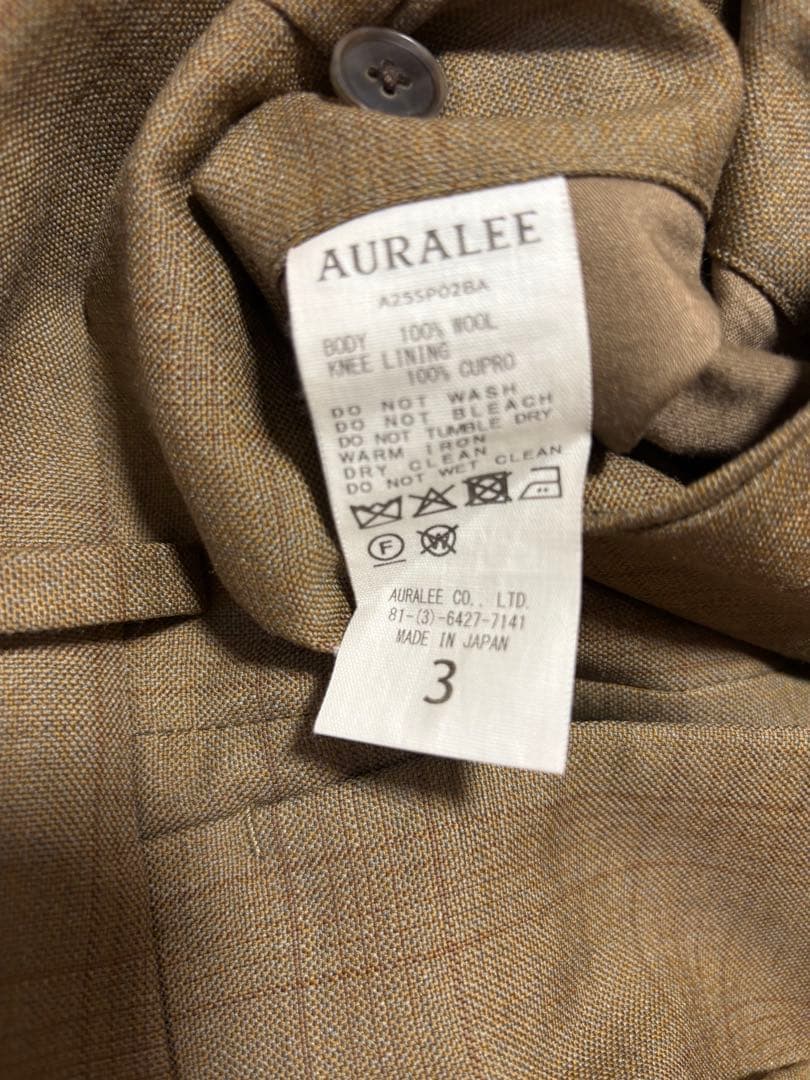 AURALEE
A25SP02BA
BODY 100% WOOL
KNEE LINING
100% CUPRO
DO NOT WASH
DO NOT BLEACH
DO NOT TUMBLE DRY
WARM IRON
DRY CLEAN
DO NOT WET CLEAN
F
W
AURALEE CO., LTD.
81-(3)-6427-7141
MADE IN JAPAN
3